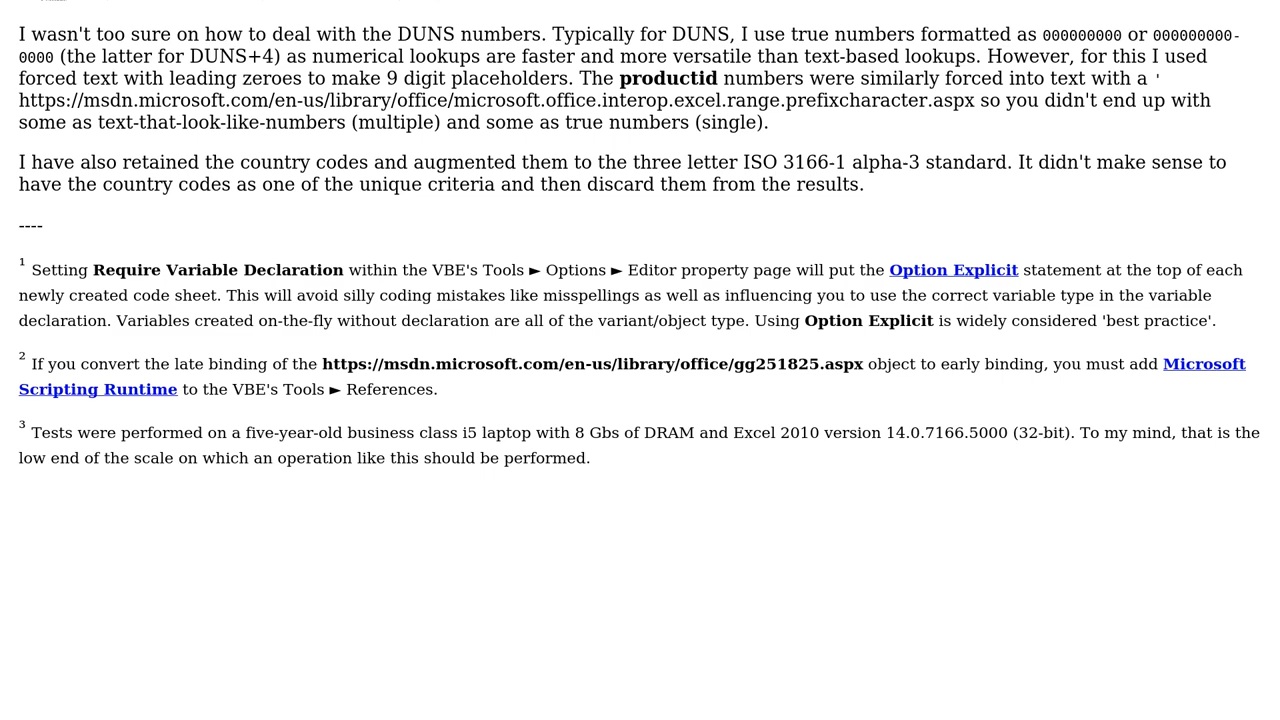 I wasn't too sure on how to deal with the DUNS numbers. Typically for DUNS, I use true numbers formatted as 000000000 or 000000000-
0000 (the latter for DUNS+4) as numerical lookups are faster and more versatile than text-based lookups. However, for this I used
forced text with leading zeroes to make 9 digit placeholders. The productid numbers were similarly forced into text with a '
https://msdn.microsoft.com/en-us/library/office/microsoft.office.interop.excel.range.prefixcharacter.aspx so you didn't end up with
some as text-that-look-like-numbers (multiple) and some as true numbers (single).
I have also retained the country codes and augmented them to the three letter ISO 3166-1 alpha-3 standard. It didn't make sense to
have the country codes as one of the unique criteria and then discard them from the results.
----
1 Setting Require Variable Declaration within the VBE's Tools ► Options ► Editor property page will put the Option Explicit statement at the top of each
newly created code sheet. This will avoid silly coding mistakes like misspellings as well as influencing you to use the correct variable type in the variable
declaration. Variables created on-the-fly without declaration are all of the variant/object type. Using Option Explicit is widely considered 'best practice'.
2 If you convert the late binding of the https://msdn.microsoft.com/en-us/library/office/gg251825.aspx object to early binding, you must add Microsoft
Scripting Runtime to the VBE's Tools ► References.
3 Tests were performed on a five-year-old business class i5 laptop with 8 Gbs of DRAM and Excel 2010 version 14.0.7166.5000 (32-bit). To my mind, that is the
low end of the scale on which an operation like this should be performed.